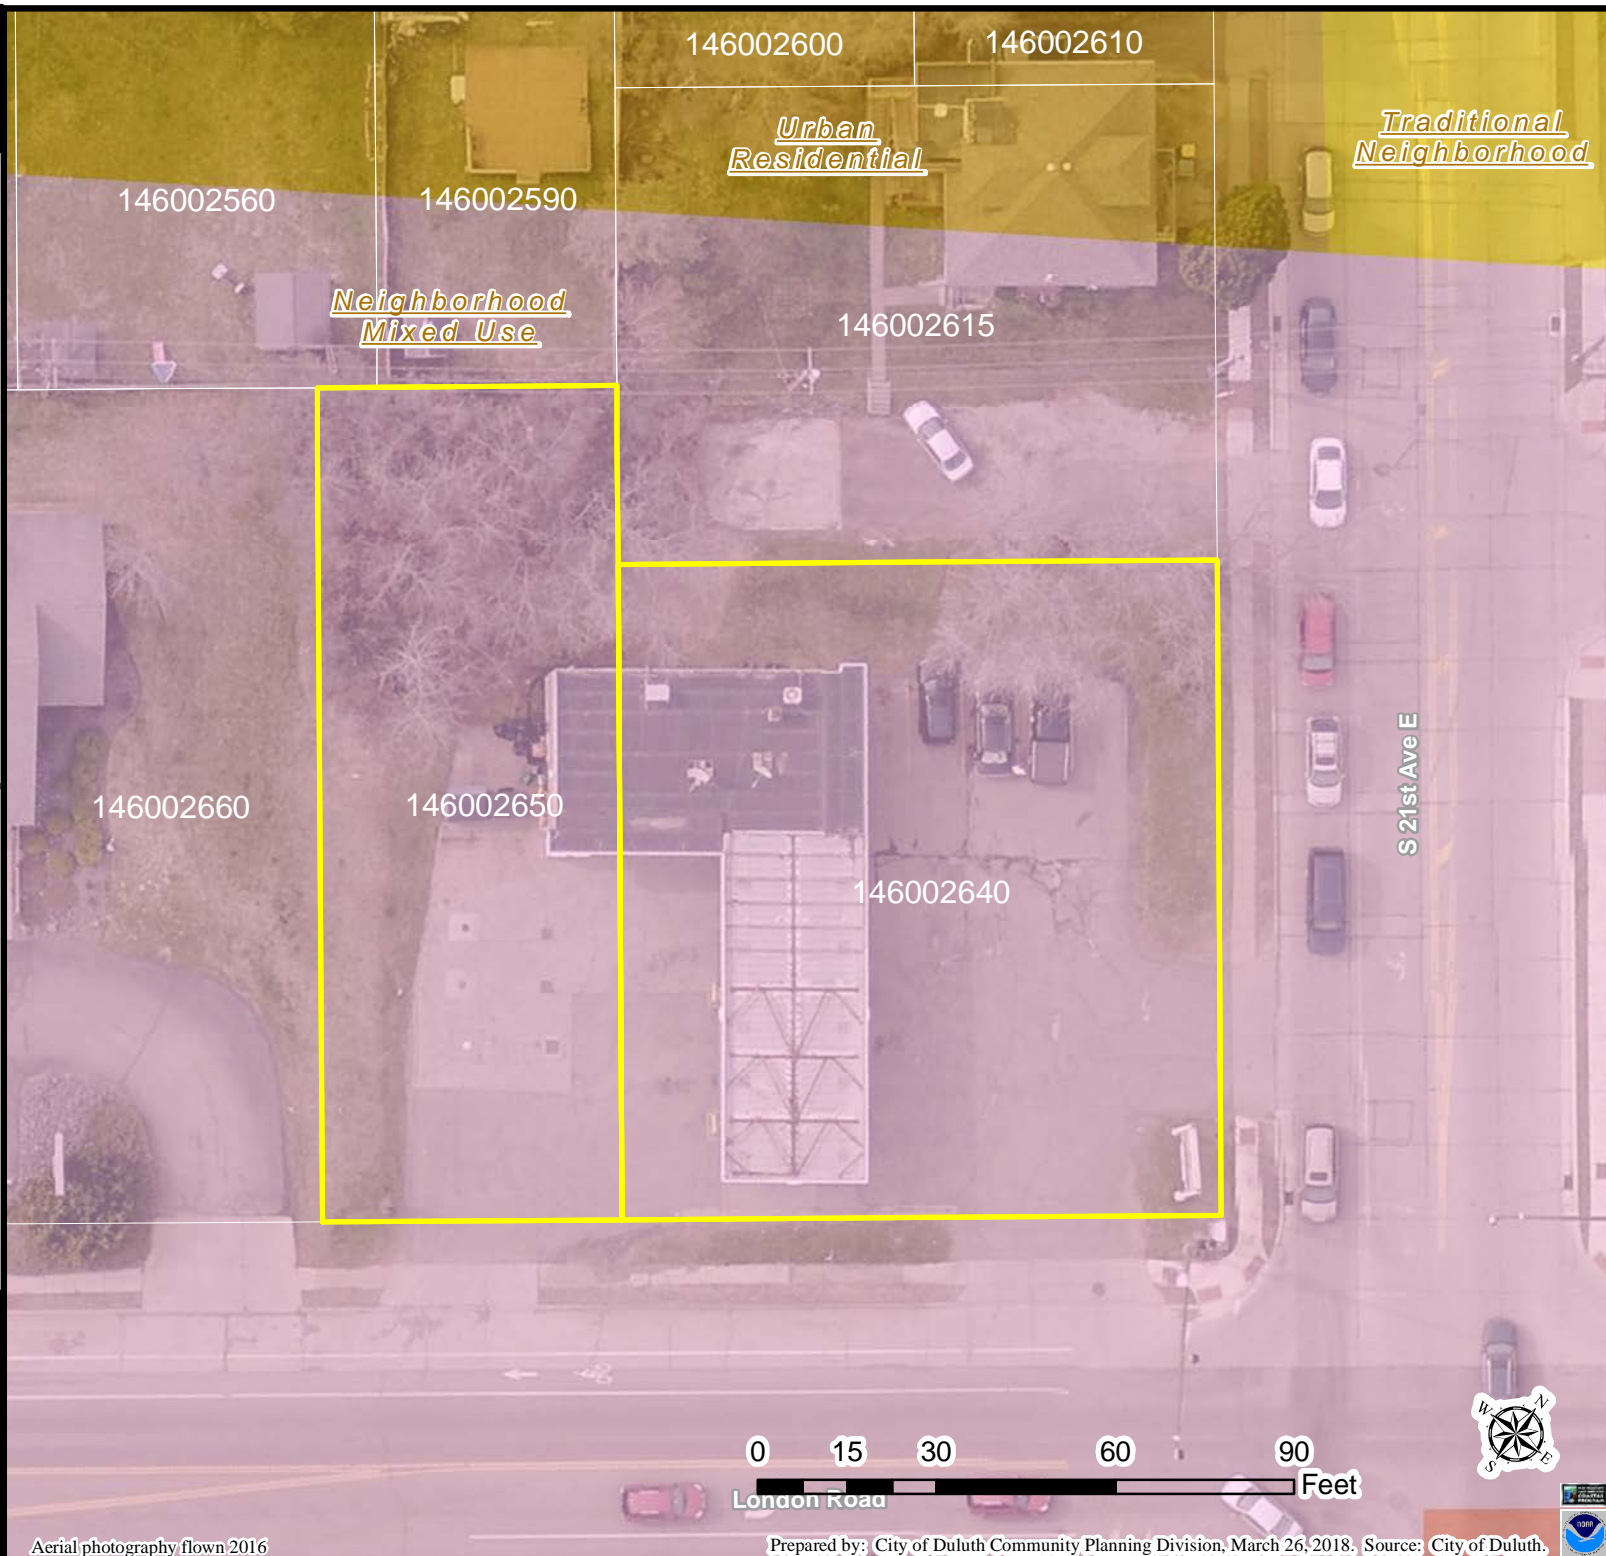 146002600
146002610
Urban
Residential
Traditional
Neighborhood
146002560
146002590
Neighborhood
Mixed Use
146002615
S 21st Ave E
146002660
146002650
146002640
N
W
E
S
0 15 30 60 90
Feet
London Road
Aerial photography flown 2016
Prepared by: City of Duluth Community Planning Division, March 26, 2018. Source: City of Duluth.
NOAA